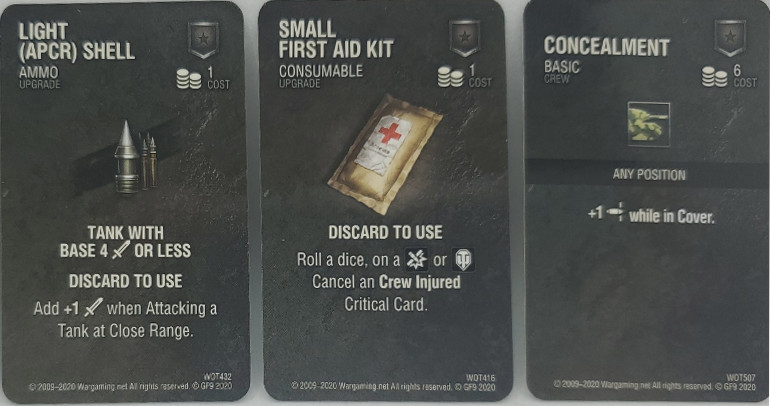 LIGHT
(APCR) SHELL
AMMO
UPGRADE
1
COST
TANK WITH
BASE 4 OR LESS
DISCARD TO USE
Add +1 when Attacking a
Tank at Close Range.
WOT432
© 2009-2020 Wargaming.net All rights reserved. © GF9 2020
SMALL
FIRST AID KIT
CONSUMABLE
UPGRADE
1
COST
DISCARD TO USE
Roll a dice, on a or
Cancel an Crew Injured
Critical Card.
WOT416
© 2009-2020 Wargaming.net All rights reserved. © GF9 2020
CONCEALMENT
BASIC
CREW
6
COST
ANY POSITION
+1 while in Cover.
WOT507
© 2009-2020 Wargaming.net All rights reserved. © GF9 2020